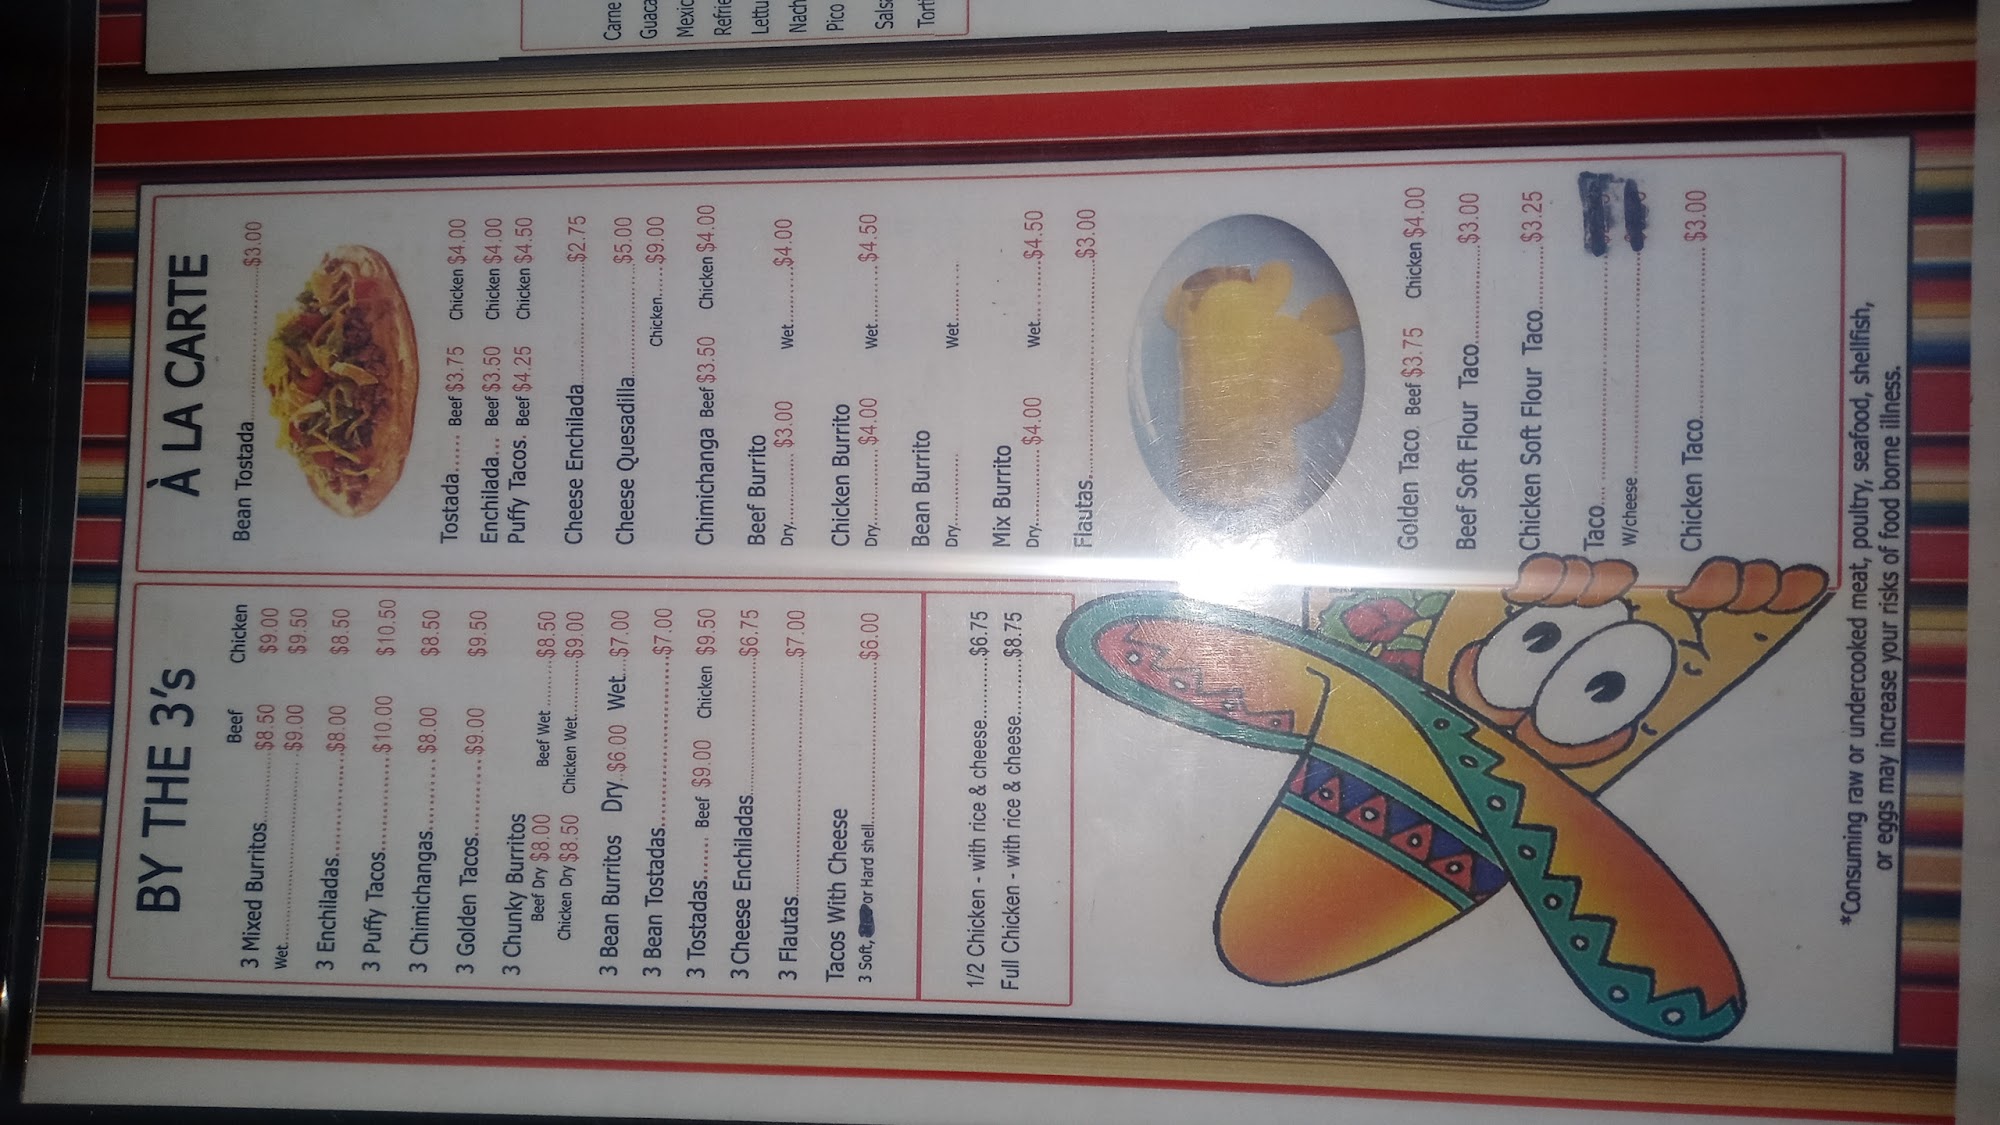 Carne
Guaca
Mexic
Refrie
Lettu
Nach
Pico
Salsa
Torti
BY THE 3's
Beef Chicken
3 Mixed Burritos.....$8.50 $9.00
Wet.....$9.00 $9.50
3 Enchiladas.....$8.00 $8.50
3 Puffy Tacos.....$10.00 $10.50
3 Chimichangas.....$8.00 $8.50
3 Golden Tacos.....$9.00 $9.50
3 Chunky Burritos
Beef Dry $8.00 Beef Wet.....$8.50
Chicken Dry $8.50 Chicken Wet.....$9.00
3 Bean Burritos Dry..$6.00 Wet...$7.00
3 Bean Tostadas.....$7.00
3 Tostadas...... Beef $9.00 Chicken $9.50
3 Cheese Enchiladas.....$6.75
3 Flautas.....$7.00
Tacos With Cheese
3 Soft, or Hard shell.....$6.00
1/2 Chicken - with rice & cheese.....$6.75
Full Chicken - with rice & cheese.....$8.75
À LA CARTE
Bean Tostada.....$3.00
Tostada..... Beef $3.75 Chicken $4.00
Enchilada.. Beef $3.50 Chicken $4.00
Puffy Tacos. Beef $4.25 Chicken $4.50
Cheese Enchilada.....$2.75
Cheese Quesadilla.....$5.00
Chicken.....$9.00
Chimichanga Beef $3.50 Chicken $4.00
Beef Burrito
Dry..... $3.00 Wet.....$4.00
Chicken Burrito
Dry.....$4.00 Wet.....$4.50
Bean Burrito
Dry..... Wet.....
Mix Burrito
Dry.....$4.00 Wet.....$4.50
Flautas.....$3.00
Golden Taco. Beef $3.75 Chicken $4.00
Beef Soft Flour Taco.....$3.00
Chicken Soft Flour Taco.....$3.25
Taco.....
W/cheese.....
Chicken Taco..... $3.00
*Consuming raw or undercooked meat, poultry, seafood, shellfish,
or eggs may increase your risks of food borne illness.